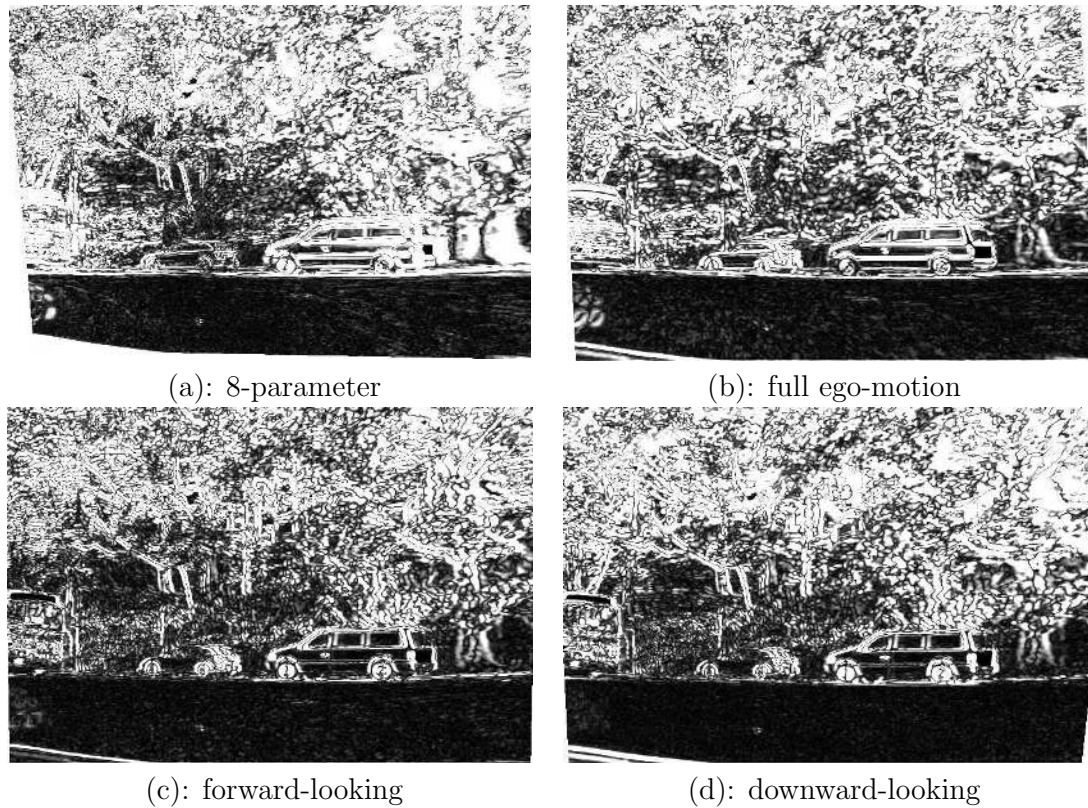 (a): 8-parameter
(b): full ego-motion
(c): forward-looking
(d): downward-looking